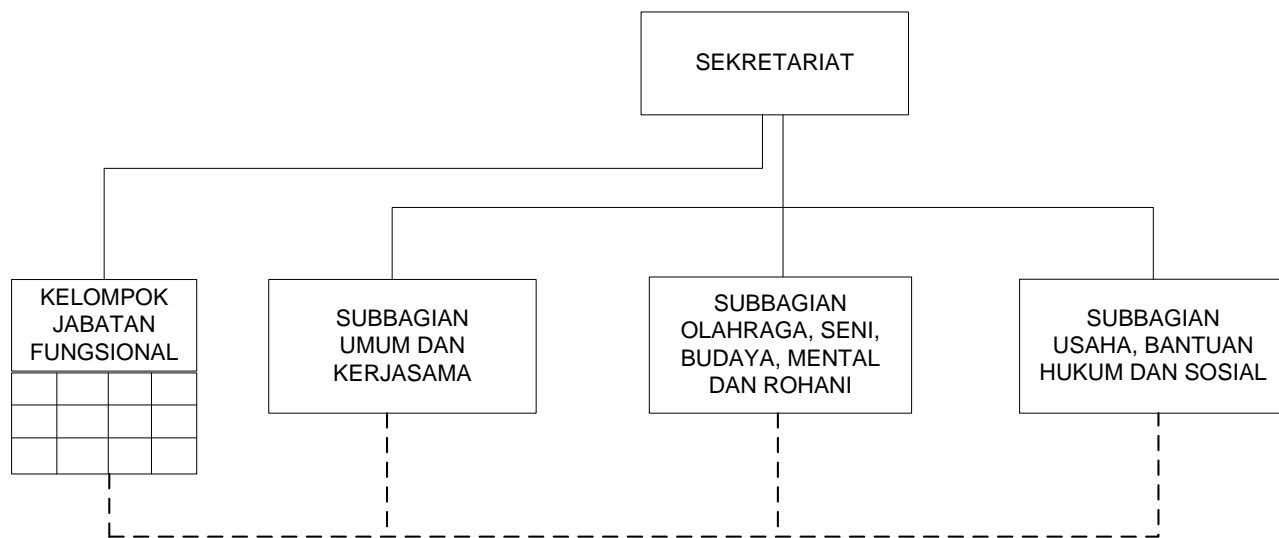 SEKRETARIAT
KELOMPOK
JABATAN
FUNGSIONAL
SUBBAGIAN
UMUM DAN
KERJASAMA
SUBBAGIAN
OLAHRAGA, SENI,
BUDAYA, MENTAL
DAN ROHANI
SUBBAGIAN
USAHA, BANTUAN
HUKUM DAN SOSIAL